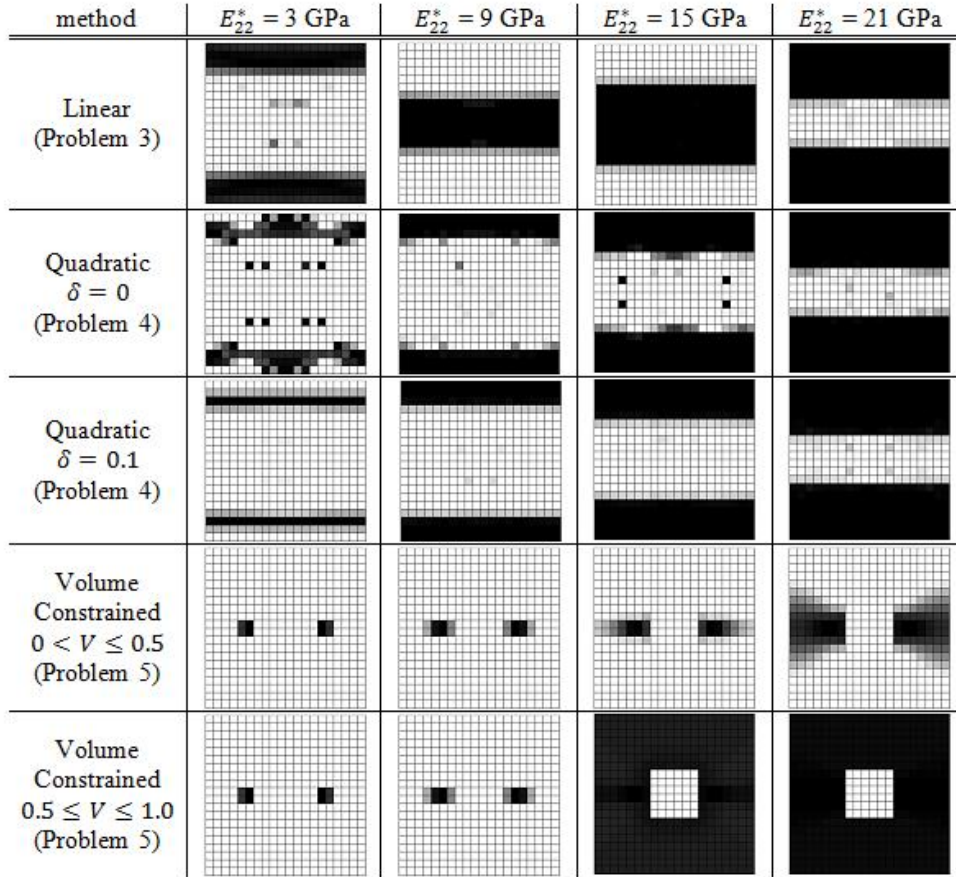 method
E*22 = 3 GPa
E*22 = 9 GPa
E*22 = 15 GPa
E*22 = 21 GPa
Linear
(Problem 3)
Quadratic
δ = 0
(Problem 4)
Quadratic
δ = 0.1
(Problem 4)
Volume
Constrained
0 < V ≤ 0.5
(Problem 5)
Volume
Constrained
0.5 ≤ V ≤ 1.0
(Problem 5)